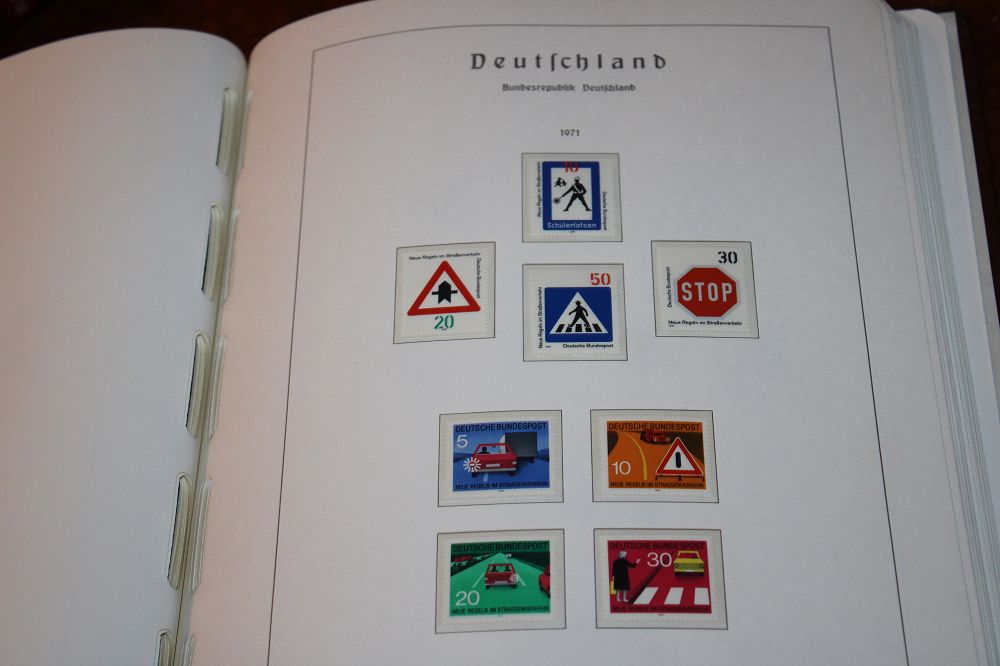 Deutſchland
Bundesrepublik Deutſchland
1971
10
Neue Regeln im Straßenverkehr
Schülerlotsen
Deutsche Bundespost
Neue Regeln im Straßenverkehr
Deutsche Bundespost
20
50
Neue Regeln im Straßenverkehr
Deutsche Bundespost
30
Deutsche Bundespost
STOP
Neue Regeln im Straßenverkehr
DEUTSCHE BUNDESPOST
5
NEUE REGELN IM STRASSENVERKEHR
DEUTSCHE BUNDESPOST
10
NEUE REGELN IM STRASSENVERKEHR
DEUTSCHE BUNDESPOST
20
NEUE REGELN IM STRASSENVERKEHR
DEUTSCHE BUNDESPOST
30
NEUE REGELN IM STRASSENVERKEHR